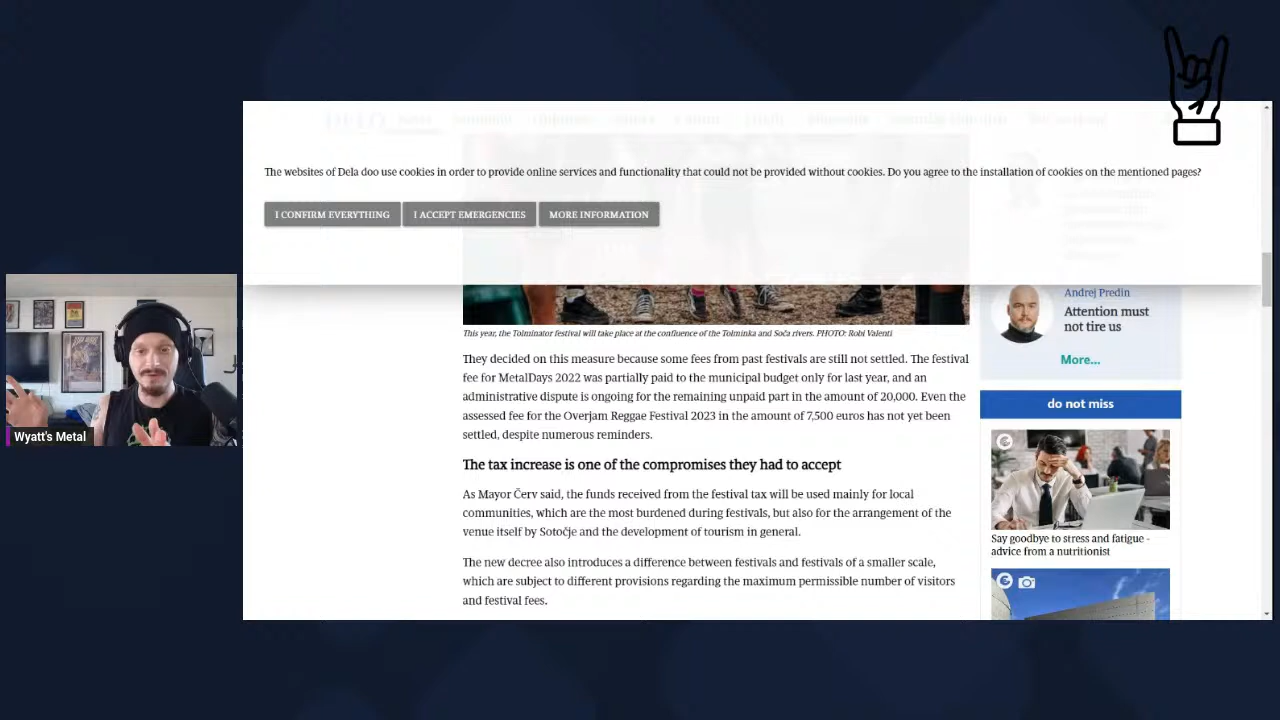 The websites of Dela doo use cookies in order to provide online services and functionality that could not be provided without cookies. Do you agree to the installation of cookies on the mentioned pages?
I CONFIRM EVERYTHING
I ACCEPT EMERGENCIES
MORE INFORMATION
This year, the Tolminator festival will take place at the confluence of the Tolminka and Soča rivers. PHOTO: Robi Valenti
They decided on this measure because some fees from past festivals are still not settled. The festival
fee for MetalDays 2022 was partially paid to the municipal budget only for last year, and an
administrative dispute is ongoing for the remaining unpaid part in the amount of 20,000. Even the
assessed fee for the Overjam Reggae Festival 2023 in the amount of 7,500 euros has not yet been
settled, despite numerous reminders.
The tax increase is one of the compromises they had to accept
As Mayor Červ said, the funds received from the festival tax will be used mainly for local
communities, which are the most burdened during festivals, but also for the arrangement of the
venue itself by Sotočje and the development of tourism in general.
The new decree also introduces a difference between festivals and festivals of a smaller scale,
which are subject to different provisions regarding the maximum permissible number of visitors
and festival fees.
Andrej Predin
Attention must
not tire us
More...
do not miss
Say goodbye to stress and fatigue -
advice from a nutritionist
Wyatt's Metal